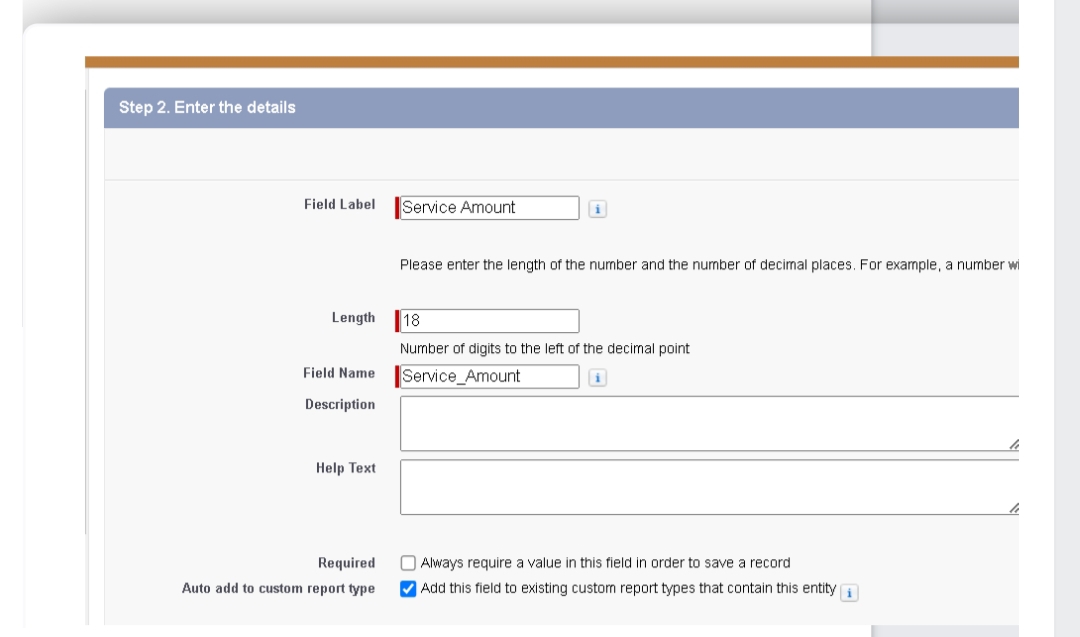 Step 2. Enter the details
Field Label Service Amount i
Please enter the length of the number and the number of decimal places. For example, a number wi
Length 18
Number of digits to the left of the decimal point
Field Name Service_Amount i
Description
Help Text
Required Always require a value in this field in order to save a record
Auto add to custom report type Add this field to existing custom report types that contain this entity i